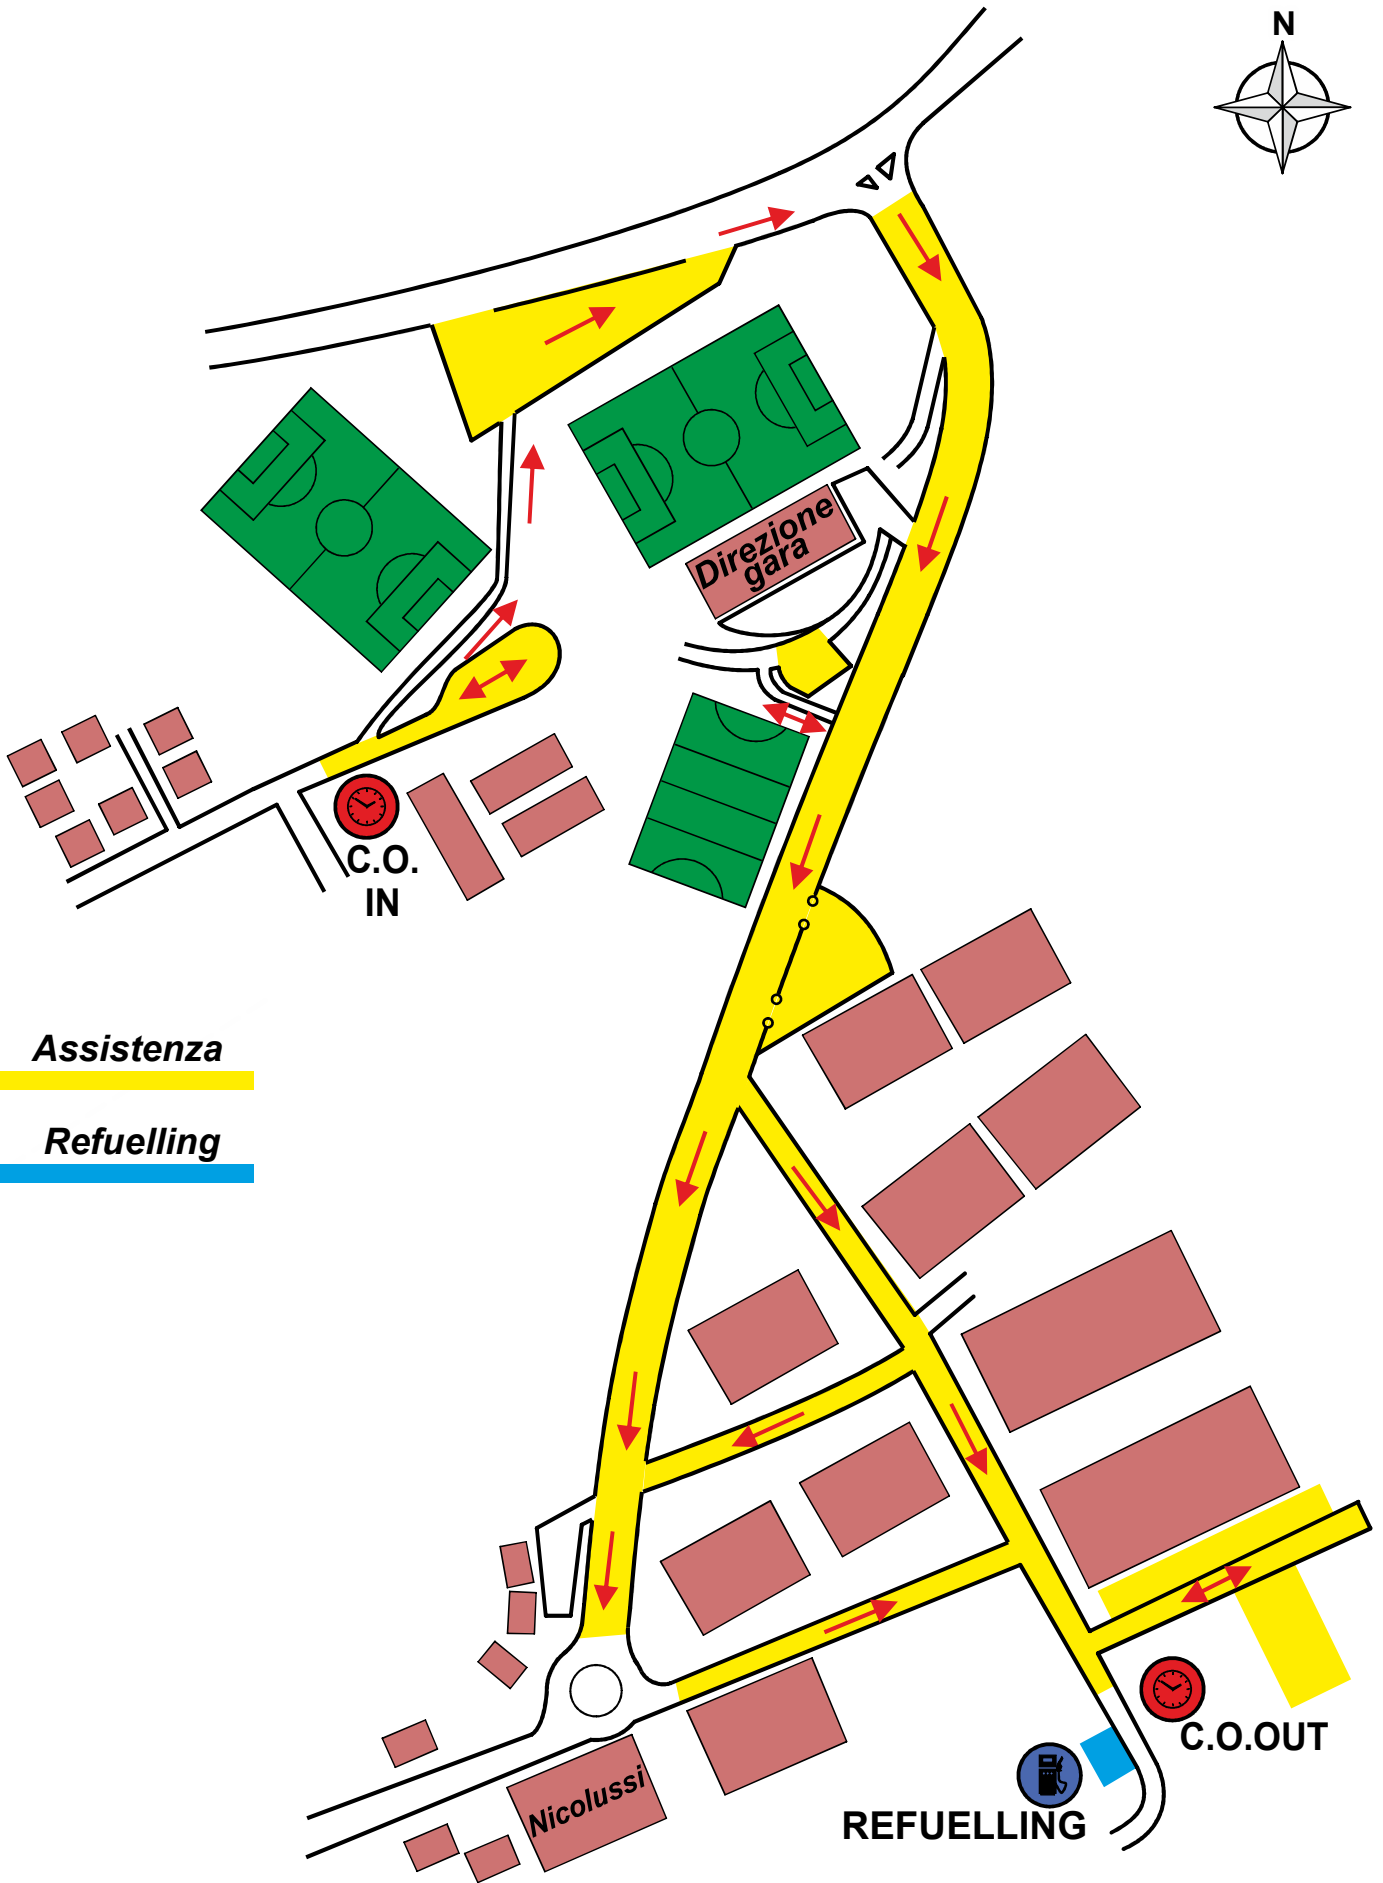 N
Direzione
gara
C.O.
IN
Assistenza
Refuelling
C.O.OUT
REFUELLING
Nicolussi